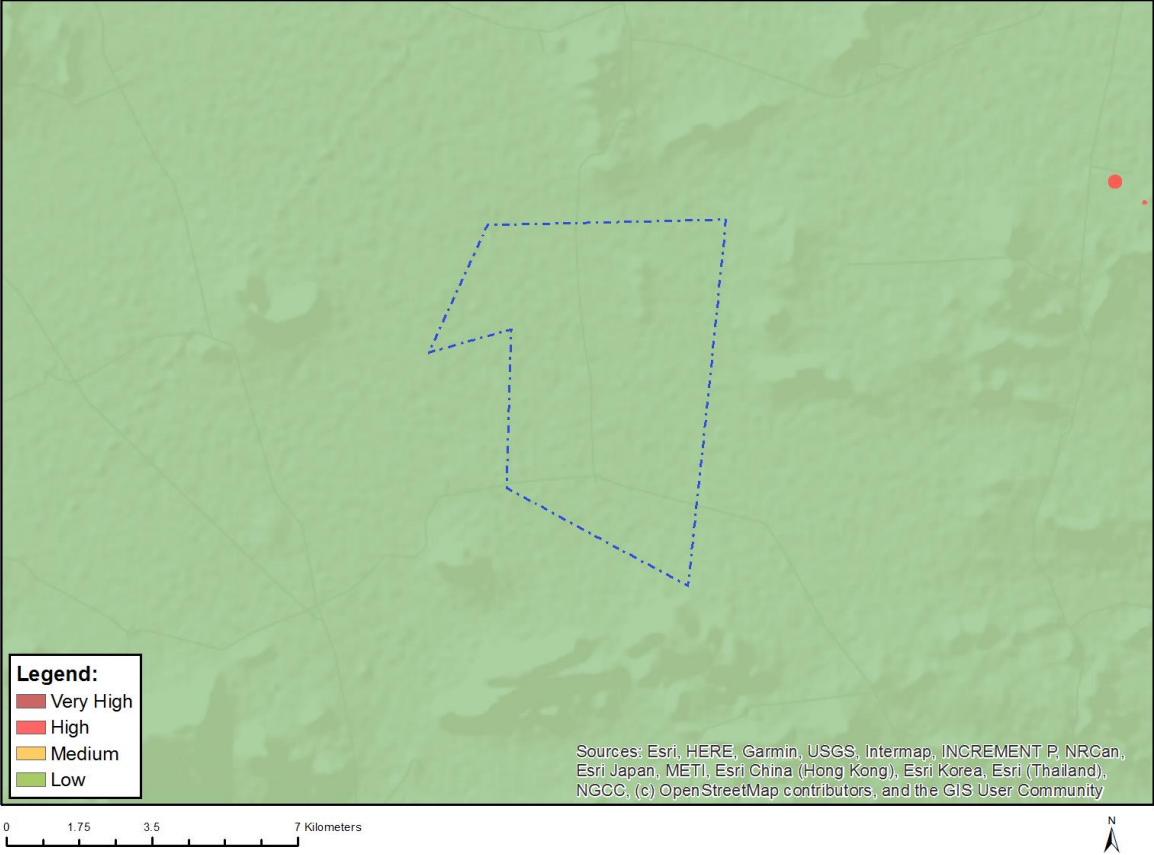 Legend:
Very High
High
Medium
Low
Sources: Esri, HERE, Garmin, USGS, Intermap, INCREMENT P, NRCan,
Esri Japan, METI, Esri China (Hong Kong), Esri Korea, Esri (Thailand),
NGCC, (c) OpenStreetMap contributors, and the GIS User Community
0 1.75 3.5 7 Kilometers
N